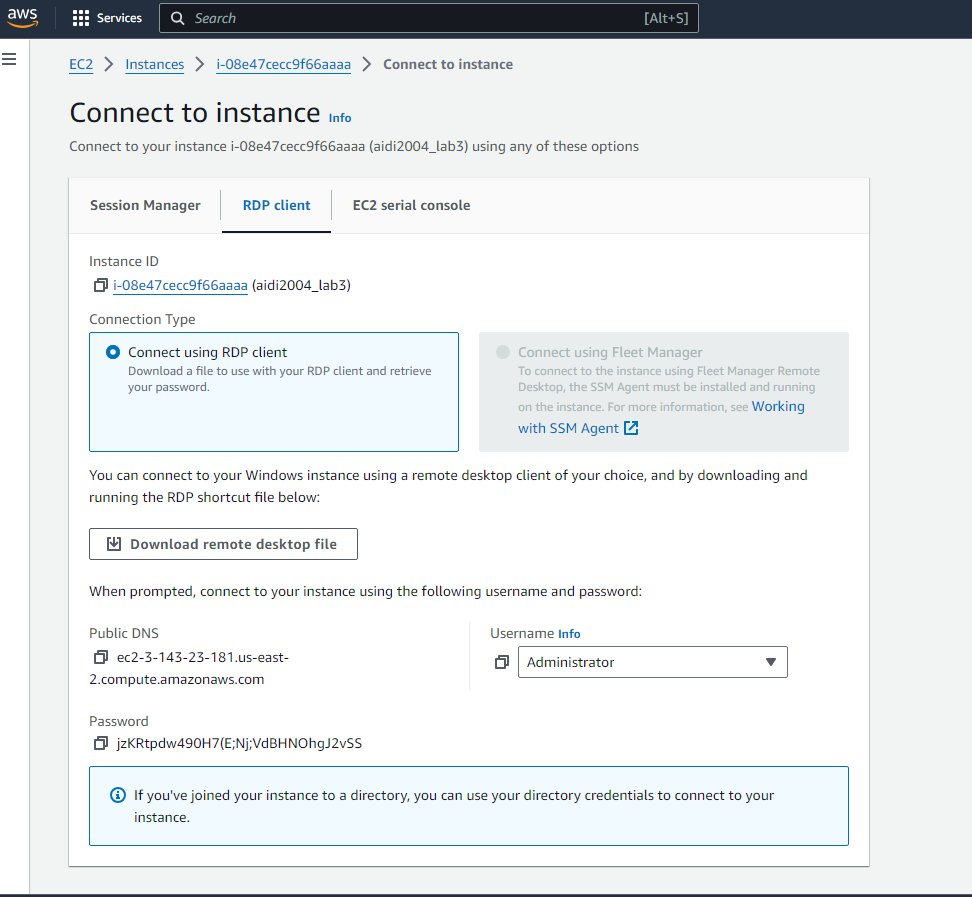 aws
Services
Search
[Alt+S]
EC2 > Instances > i-08e47cecc9f66aaaa > Connect to instance
Connect to instance Info
Connect to your instance i-08e47cecc9f66aaaa (aidi2004_lab3) using any of these options
Session Manager
RDP client
EC2 serial console
Instance ID
i-08e47cecc9f66aaaa (aidi2004_lab3)
Connection Type
Connect using RDP client
Download a file to use with your RDP client and retrieve
your password.
Connect using Fleet Manager
To connect to the instance using Fleet Manager Remote
Desktop, the SSM Agent must be installed and running
on the instance. For more information, see Working
with SSM Agent
You can connect to your Windows instance using a remote desktop client of your choice, and by downloading and
running the RDP shortcut file below:
Download remote desktop file
When prompted, connect to your instance using the following username and password:
Public DNS
ec2-3-143-23-181.us-east-
2.compute.amazonaws.com
Username Info
Administrator
Password
jzKRtpdw490H7(E;Nj;VdBHNOhgJ2vSS
If you've joined your instance to a directory, you can use your directory credentials to connect to your
instance.